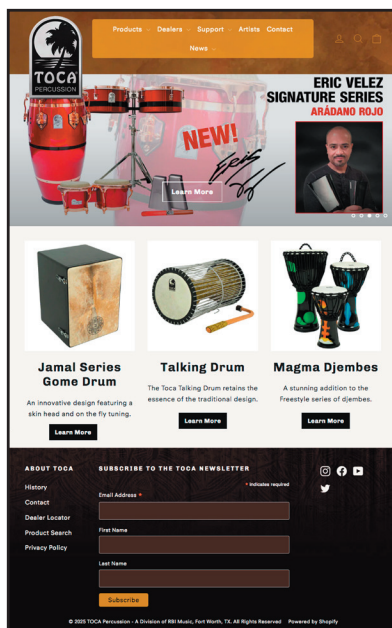 TOCA
PERCUSSION
Products Dealers Support Artists Contact
News
ERIC VELEZ
SIGNATURE SERIES
ARÁDANO ROJO
NEW!
Learn More
Jamal Series
Gome Drum
An innovative design featuring a
skin head and on the fly tuning.
Learn More
Talking Drum
The Toca Talking Drum retains the
essence of the traditional design.
Learn More
Magma Djembes
A stunning addition to the
Freestyle series of djembes.
Learn More
ABOUT TOCA
History
Contact
Dealer Locator
Product Search
Privacy Policy
SUBSCRIBE TO THE TOCA NEWSLETTER
* indicates required
Email Address *
First Name
Last Name
Subscribe
© 2025 TOCA Percussion - A Division of RBI Music, Fort Worth, TX. All Rights Reserved Powered by Shopify